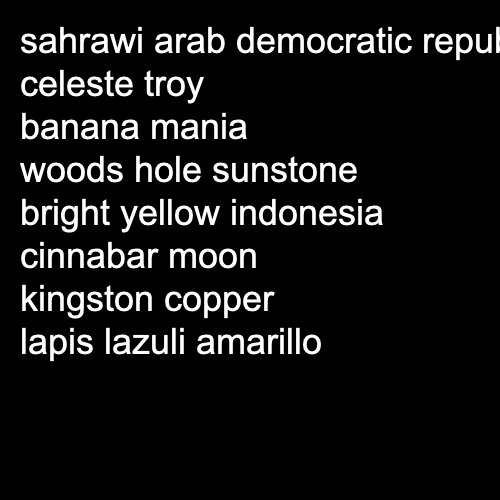 sahrawi arab democratic
celeste troy
banana mania
woods hole sunstone
bright yellow indonesia
cinnabar moon
kingston copper
lapis lazuli amarillo